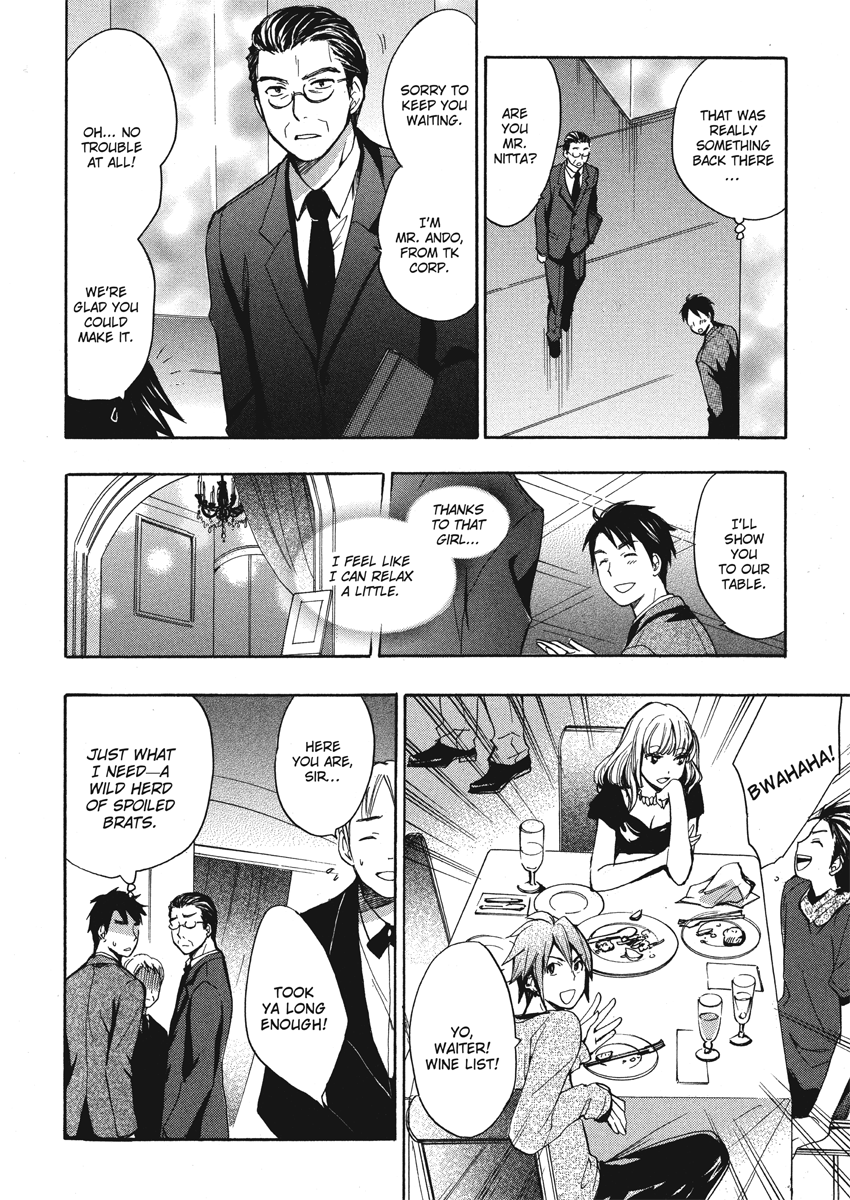 THAT WAS
REALLY
SOMETHING
BACK THERE
...
ARE
YOU
MR.
NITTA?
SORRY TO
KEEP YOU
WAITING.
I'M
MR. ANDO,
FROM TK
CORP.
OH... NO
TROUBLE
AT ALL!
WE'RE
GLAD YOU
COULD
MAKE IT.
I'LL
SHOW
YOU
TO OUR
TABLE.
THANKS
TO THAT
GIRL...
I FEEL LIKE
I CAN RELAX
A LITTLE.
BWAHAHA!
YO,
WAITER!
WINE LIST!
HERE
YOU ARE,
SIR...
TOOK
YA LONG
ENOUGH!
JUST WHAT
I NEED—A
WILD HERD
OF SPOILED
BRATS.